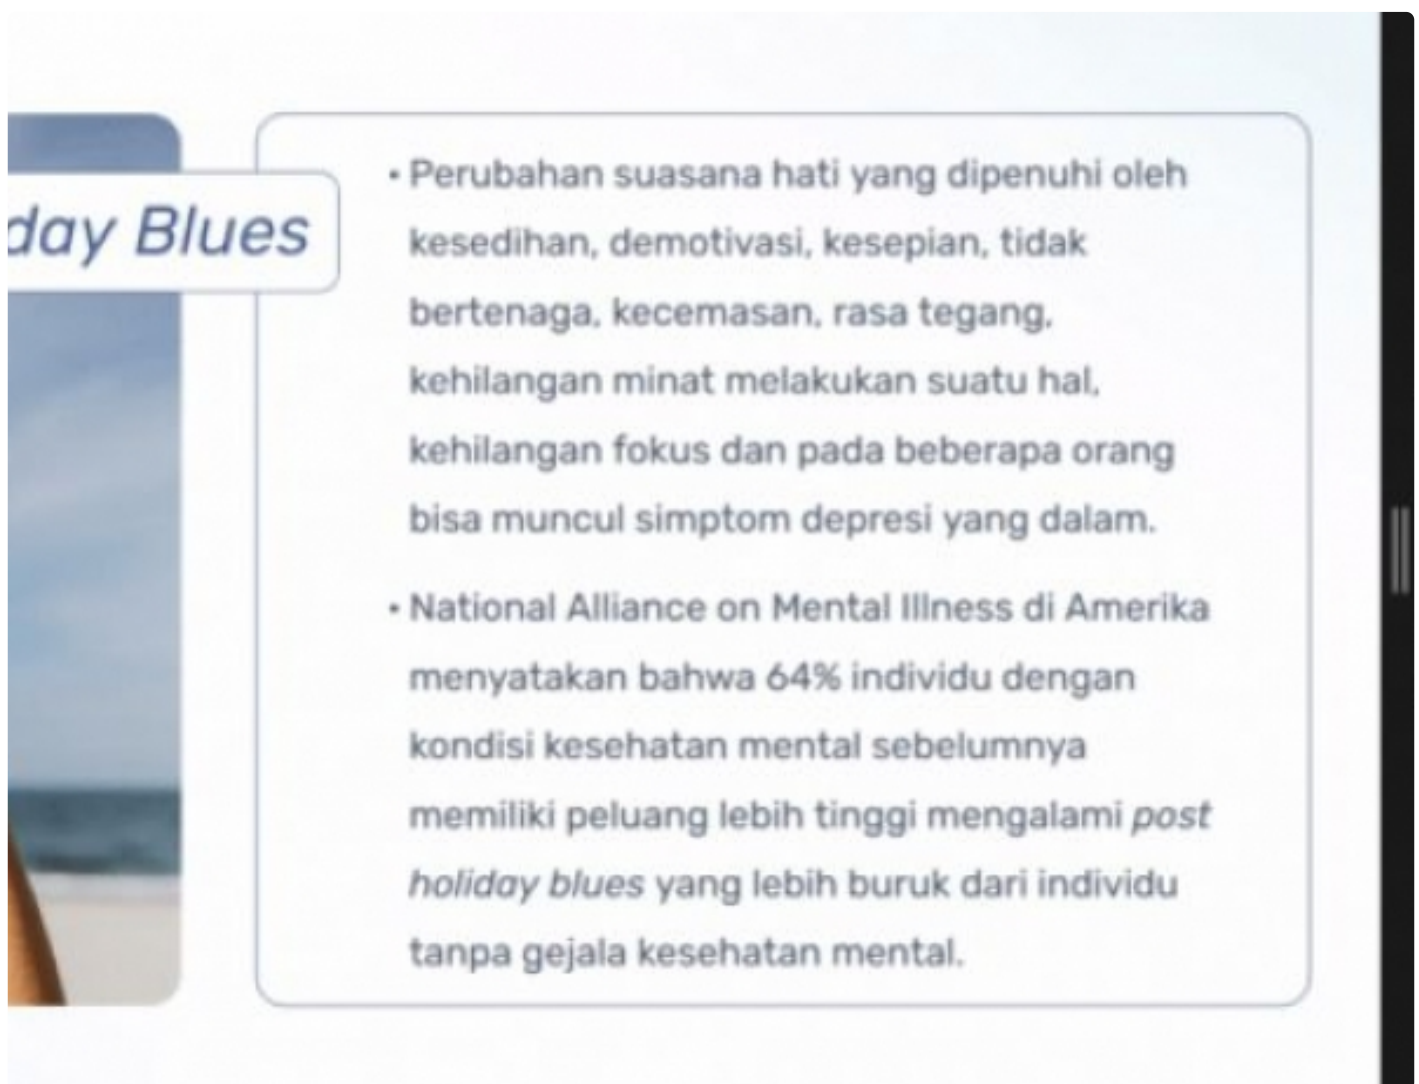 day Blues
• Perubahan suasana hati yang dipenuhi oleh
kesedihan, demotivasi, kesepian, tidak
bertenaga, kecemasan, rasa tegang,
kehilangan minat melakukan suatu hal,
kehilangan fokus dan pada beberapa orang
bisa muncul simptom depresi yang dalam.
• National Alliance on Mental Illness di Amerika
menyatakan bahwa 64% individu dengan
kondisi kesehatan mental sebelumnya
memiliki peluang lebih tinggi mengalami post
holiday blues yang lebih buruk dari individu
tanpa gejala kesehatan mental.